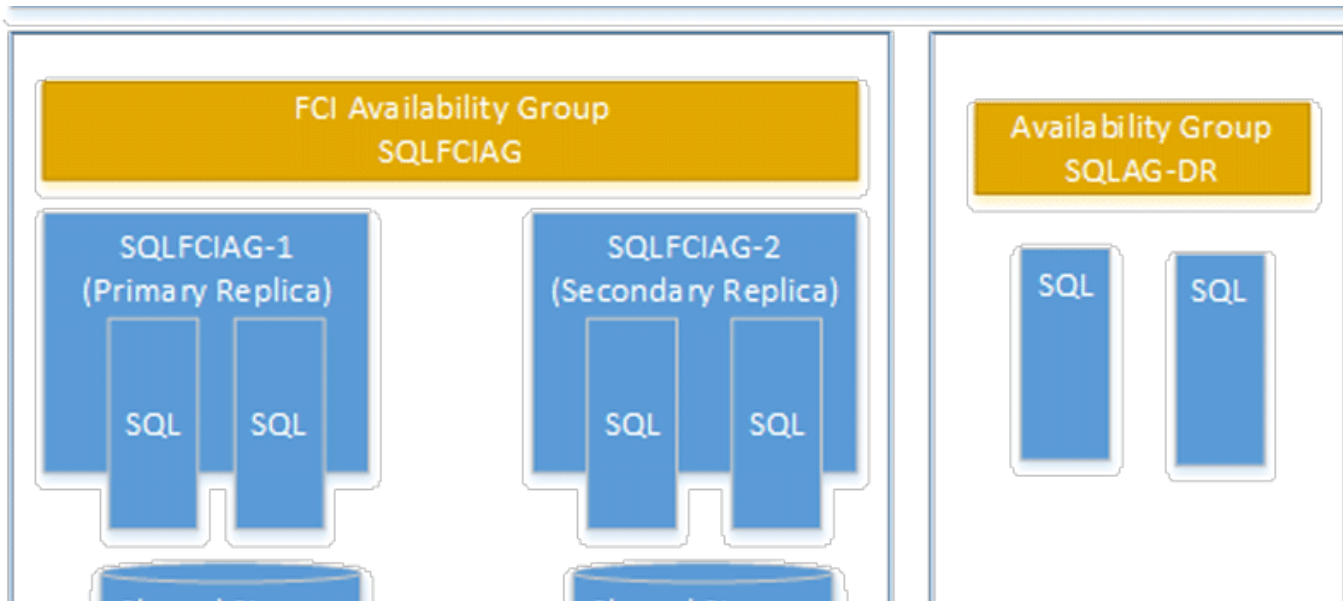 FCI Availability Group
SQLFCIAG
SQLFCIAG-1
(Primary Replica)
SQL
SQL
SQLFCIAG-2
(Secondary Replica)
SQL
SQL
Availability Group
SQLAG-DR
SQL
SQL